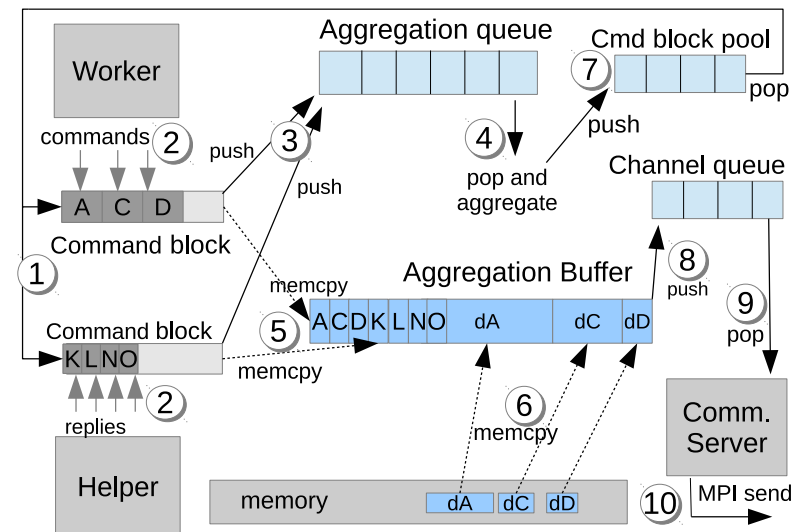 Aggregation queue
Cmd block pool
Worker
7
pop
commands
2
push
3
4
push
push
pop and
aggregate
Channel queue
A C D
Command block
1
Aggregation Buffer
8
push
9
pop
memcpy
Command block
5
A C D K L N O dA dC dD
K L N O
memcpy
2
replies
6
memcpy
Comm.
Server
Helper
memory
dA dC dD
10
MPI send